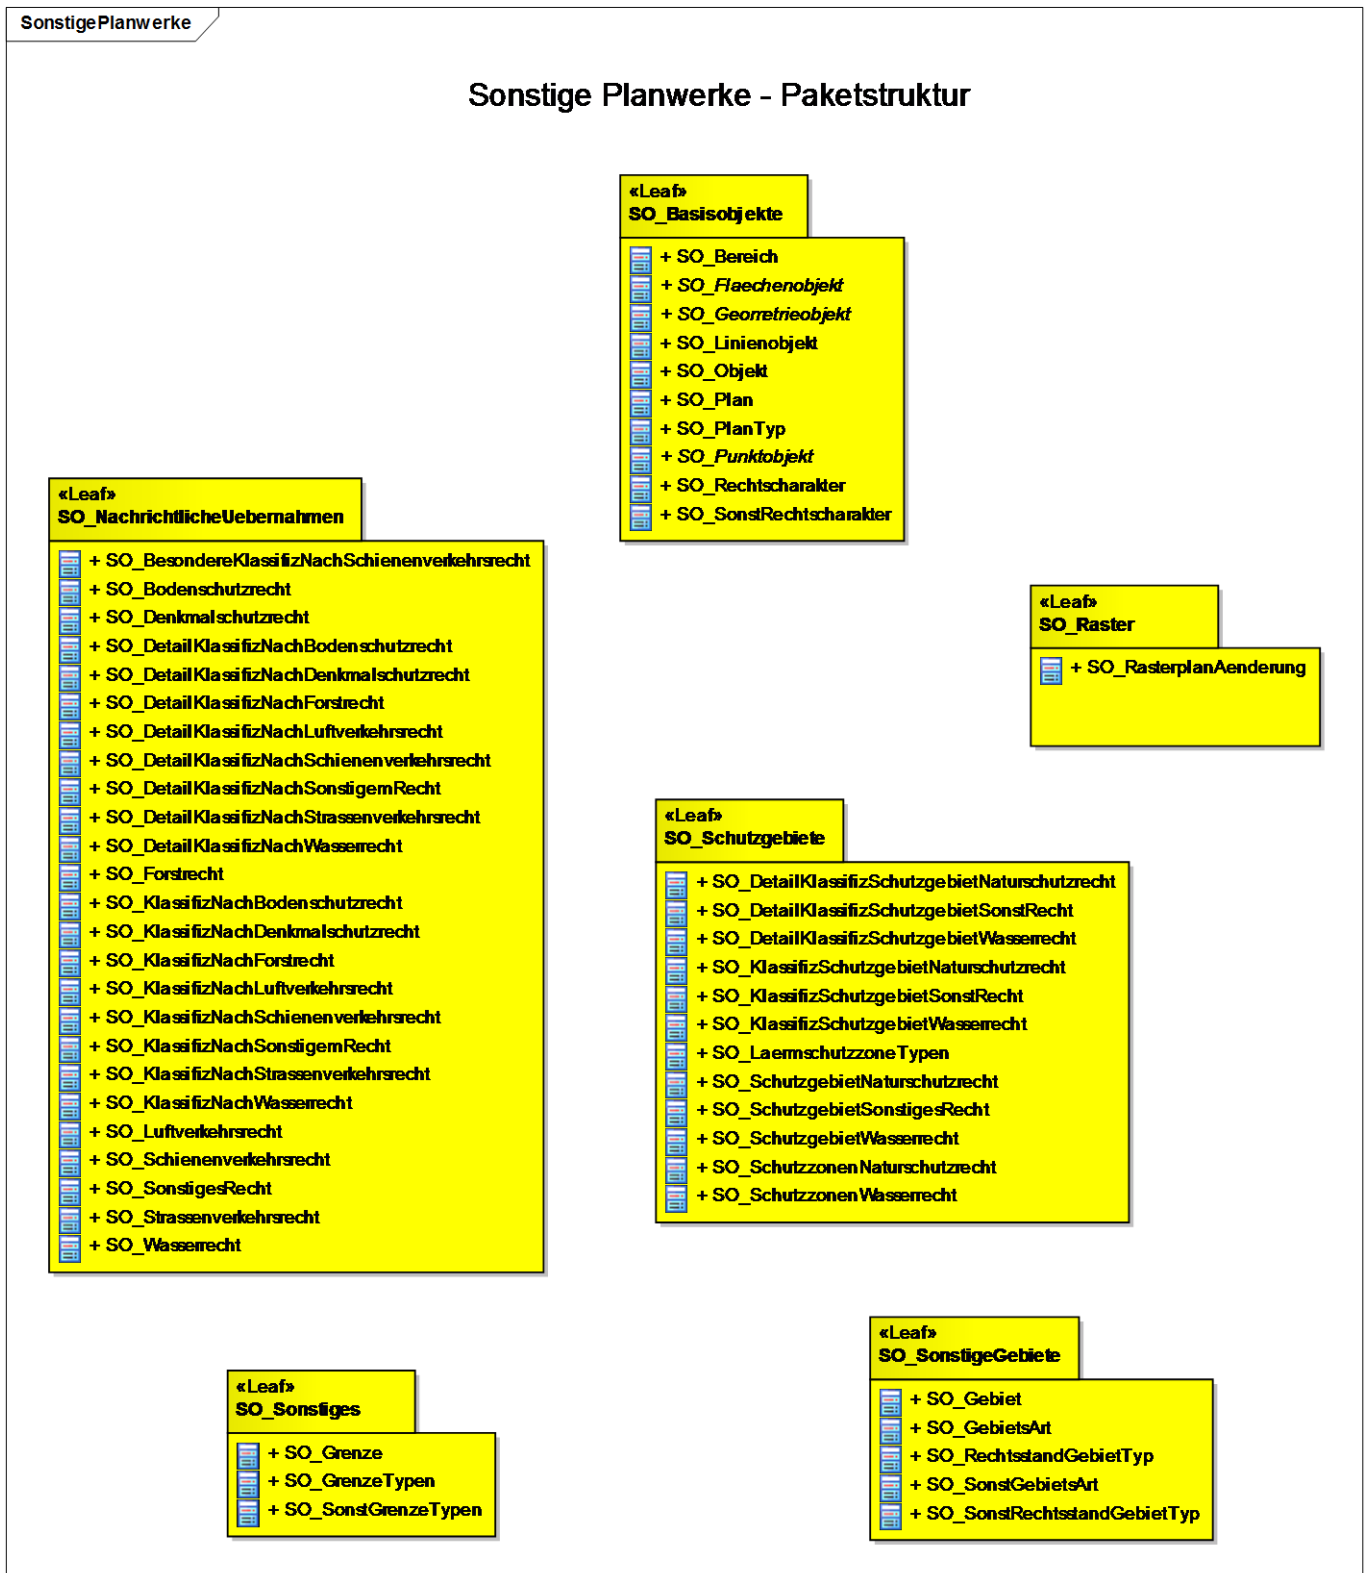 SonstigePlanwerke
Sonstige Planwerke - Paketstruktur
«Leaf»
SO_Basisobjekte
+ SO_Bereich
+ SO_Flaechenobjekt
+ SO_Geometrieobjekt
+ SO_Linienobjekt
+ SO_Objekt
+ SO_Plan
+ SO_PlanTyp
+ SO_Punktobjekt
+ SO_Rechtscharakter
+ SO_SonstRechtscharakter
«Leaf»
SO_NachrichtlicheUebernahmen
+ SO_BesondereKlassifizNachSchienenverkehrsrecht
+ SO_Bodenschutzrecht
+ SO_Denkmalschutzrecht
+ SO_DetailKlassifizNachBodenschutzrecht
+ SO_DetailKlassifizNachDenkmalschutzrecht
+ SO_DetailKlassifizNachForstrecht
+ SO_DetailKlassifizNachLuftverkehrsrecht
+ SO_DetailKlassifizNachSchienenverkehrsrecht
+ SO_DetailKlassifizNachSonstigemRecht
+ SO_DetailKlassifizNachStrassenverkehrsrecht
+ SO_DetailKlassifizNachWasserrecht
+ SO_Forstrecht
+ SO_KlassifizNachBodenschutzrecht
+ SO_KlassifizNachDenkmalschutzrecht
+ SO_KlassifizNachForstrecht
+ SO_KlassifizNachLuftverkehrsrecht
+ SO_KlassifizNachSchienenverkehrsrecht
+ SO_KlassifizNachSonstigemRecht
+ SO_KlassifizNachStrassenverkehrsrecht
+ SO_KlassifizNachWasserrecht
+ SO_Luftverkehrsrecht
+ SO_Schienenverkehrsrecht
+ SO_SonstigesRecht
+ SO_Strassenverkehrsrecht
+ SO_Wasserrecht
«Leaf»
SO_Raster
+ SO_RasterplanAenderung
«Leaf»
SO_Schutzgebiete
+ SO_DetailKlassifizSchutzgebietNaturschutzrecht
+ SO_DetailKlassifizSchutzgebietSonstRecht
+ SO_DetailKlassifizSchutzgebietWasserrecht
+ SO_KlassifizSchutzgebietNaturschutzrecht
+ SO_KlassifizSchutzgebietSonstRecht
+ SO_KlassifizSchutzgebietWasserrecht
+ SO_LaermschutzzoneTypen
+ SO_SchutzgebietNaturschutzrecht
+ SO_SchutzgebietSonstigesRecht
+ SO_SchutzgebietWasserrecht
+ SO_SchutzzonenNaturschutzrecht
+ SO_SchutzzonenWasserrecht
«Leaf»
SO_Sonstiges
+ SO_Grenze
+ SO_GrenzeTypen
+ SO_SonstGrenzeTypen
«Leaf»
SO_SonstigeGebiete
+ SO_Gebiet
+ SO_GebietsArt
+ SO_RechtsstandGebietTyp
+ SO_SonstGebietsArt
+ SO_SonstRechtsstandGebietTyp